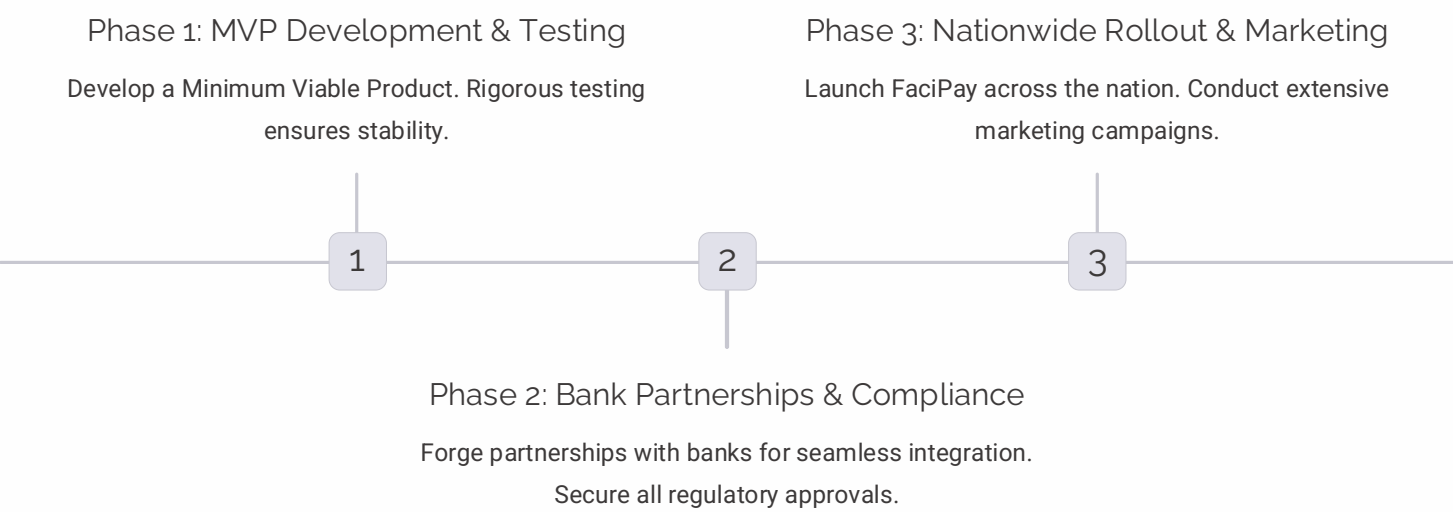 Phase 1: MVP Development & Testing
Develop a Minimum Viable Product. Rigorous testing
ensures stability.
Phase 3: Nationwide Rollout & Marketing
Launch FaciPay across the nation. Conduct extensive
marketing campaigns.
1
2
3
Phase 2: Bank Partnerships & Compliance
Forge partnerships with banks for seamless integration.
Secure all regulatory approvals.